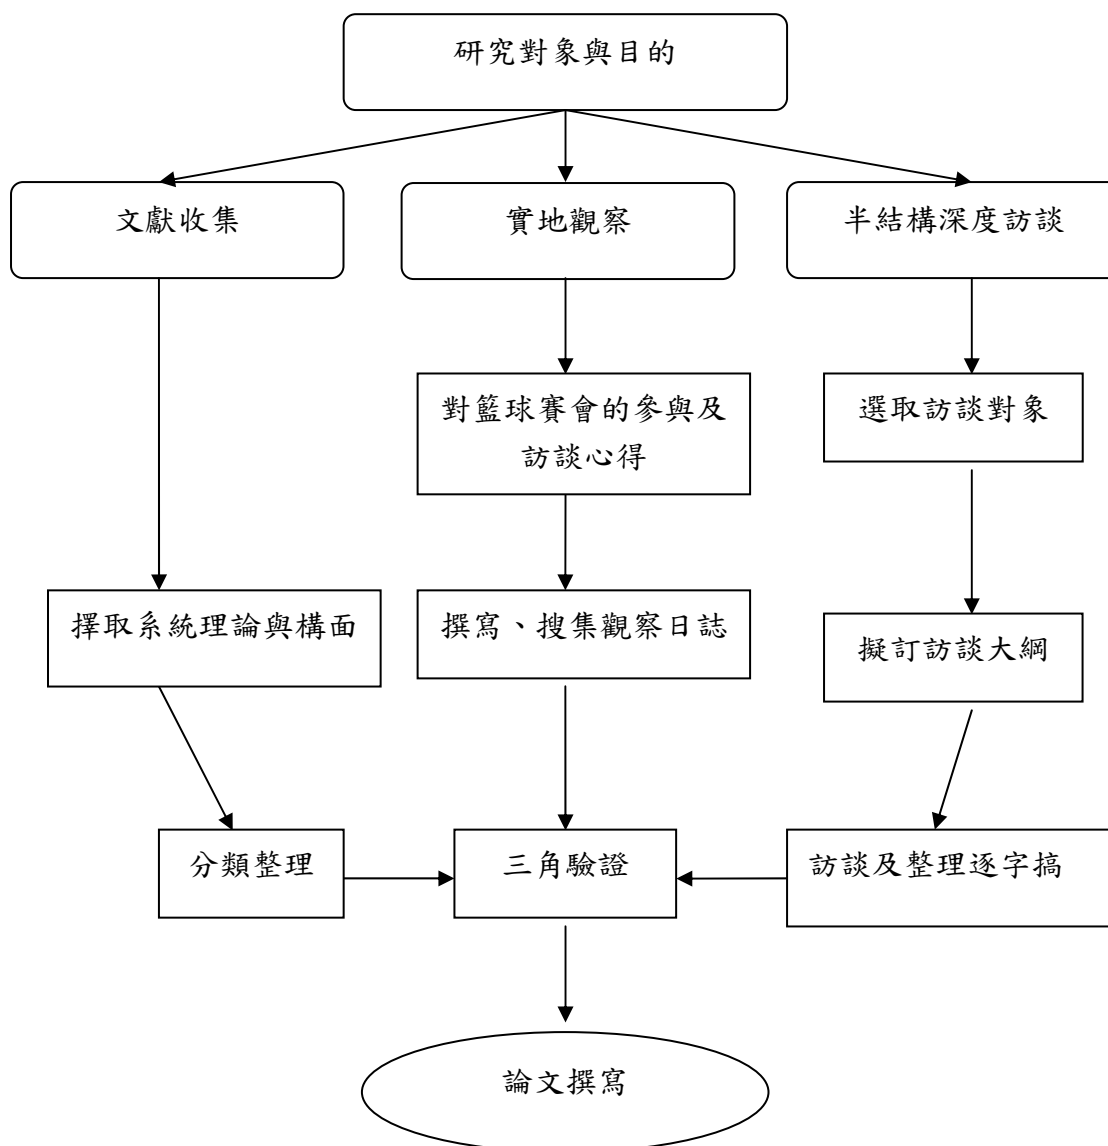 研究對象與目的
文獻收集
實地觀察
半結構深度訪談
對籃球賽會的參與及
訪談心得
選取訪談對象
擇取系統理論與構面
撰寫、搜集觀察日誌
擬訂訪談大綱
分類整理
三角驗證
訪談及整理逐字搞
論文撰寫